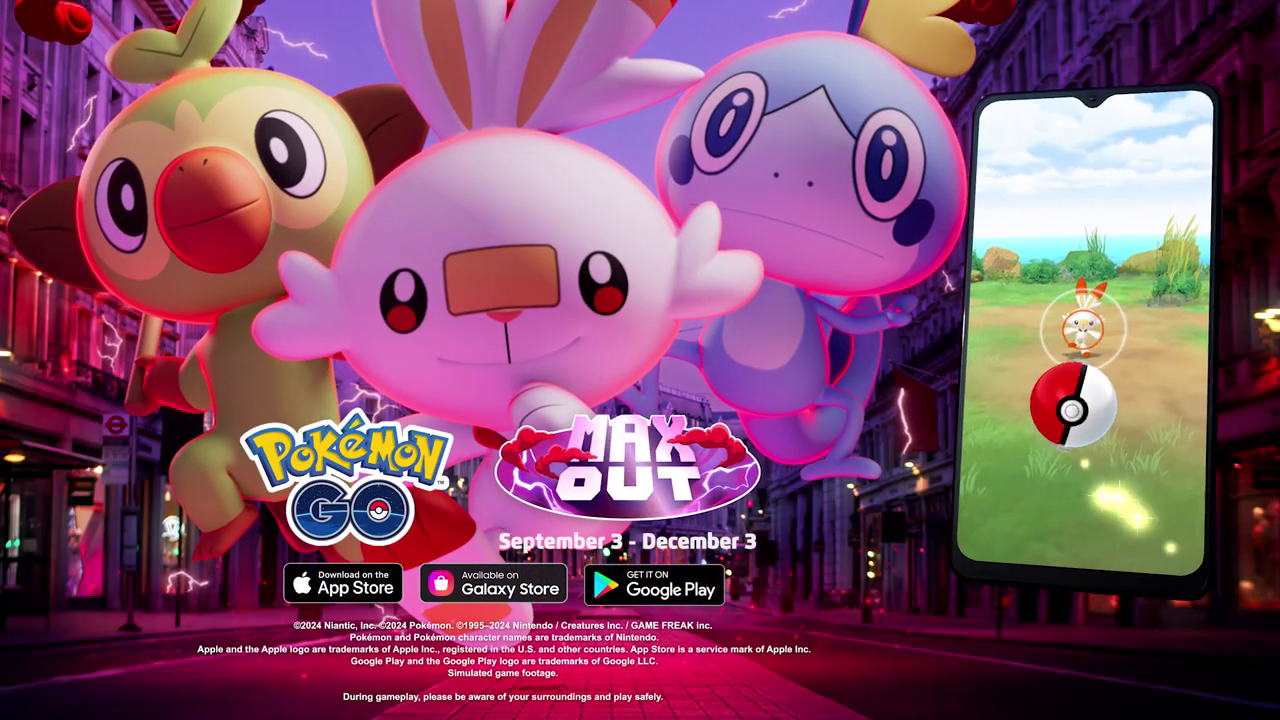 POKéMON™
GO
MAX
OUT
September 3 - December 3
Download on the
App Store
Available on
Galaxy Store
GET IT ON
Google Play
©2024 Niantic, Inc. ©2024 Pokémon. ©1995–2024 Nintendo / Creatures Inc. / GAME FREAK inc.
Pokémon and Pokémon character names are trademarks of Nintendo.
Apple and the Apple logo are trademarks of Apple Inc., registered in the U.S. and other countries. App Store is a service mark of Apple Inc.
Google Play and the Google Play logo are trademarks of Google LLC.
Simulated game footage.
During gameplay, please be aware of your surroundings and play safely.